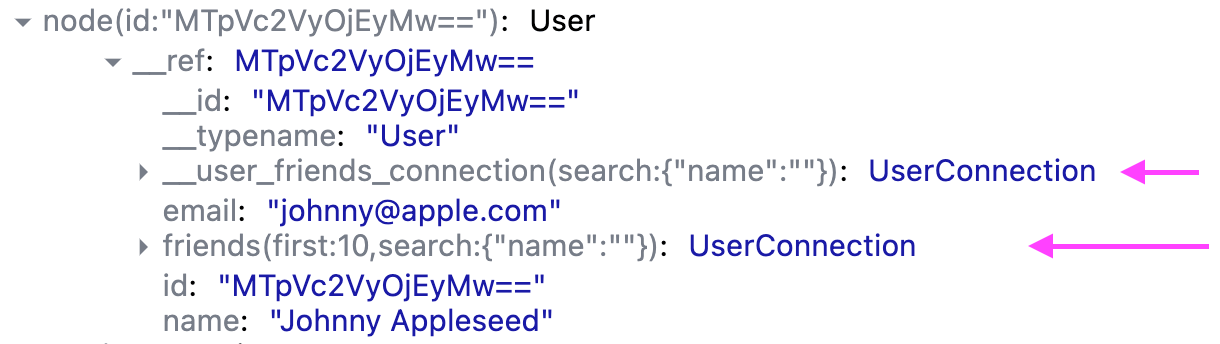 node(id:"MTpVc2VyOjEyMw=="): User
__ref: MTpVc2VyOjEyMw==
__id: "MTpVc2VyOjEyMw=="
__typename: "User"
__user_friends_connection(search:{"name":""}): UserConnection
email: "johnny@apple.com"
friends(first:10,search:{"name":""}): UserConnection
id: "MTpVc2VyOjEyMw=="
name: "Johnny Appleseed"